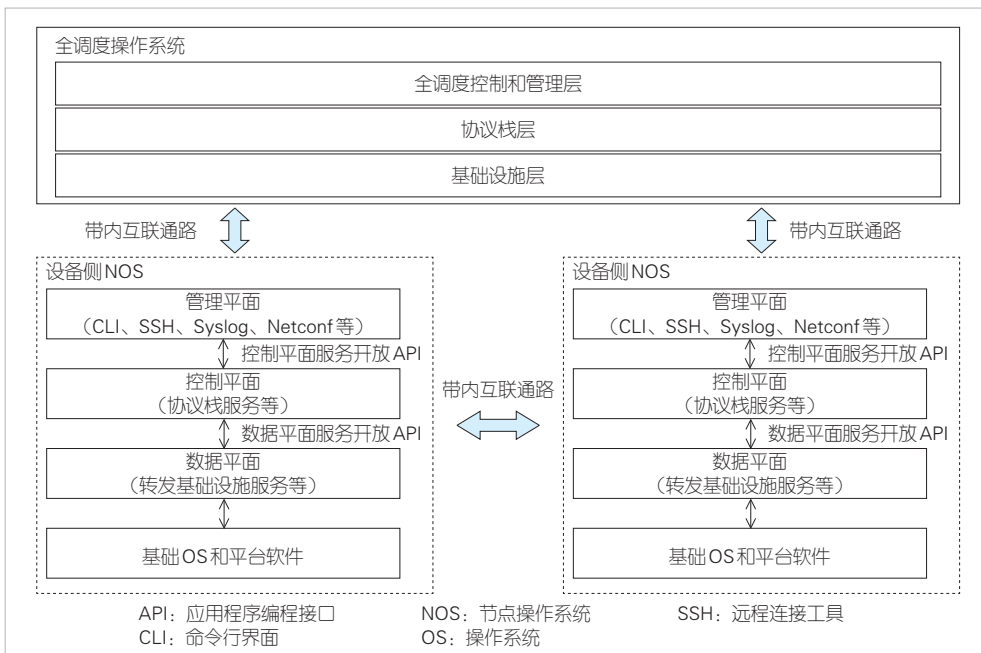 全调度操作系统
全调度控制和管理层
协议栈层
基础设施层
带内互联通路
带内互联通路
设备侧NOS
管理平面
（CLI、SSH、Syslog、Netconf等）
控制平面服务开放API
控制平面
（协议栈服务等）
数据平面服务开放API
数据平面
（转发基础设施服务等）
基础OS和平台软件
带内互联通路
设备侧NOS
管理平面
（CLI、SSH、Syslog、Netconf等）
控制平面服务开放API
控制平面
（协议栈服务等）
数据平面服务开放API
数据平面
（转发基础设施服务等）
基础OS和平台软件
API：应用程序编程接口 NOS：节点操作系统 SSH：远程连接工具
CLI：命令行界面 OS：操作系统